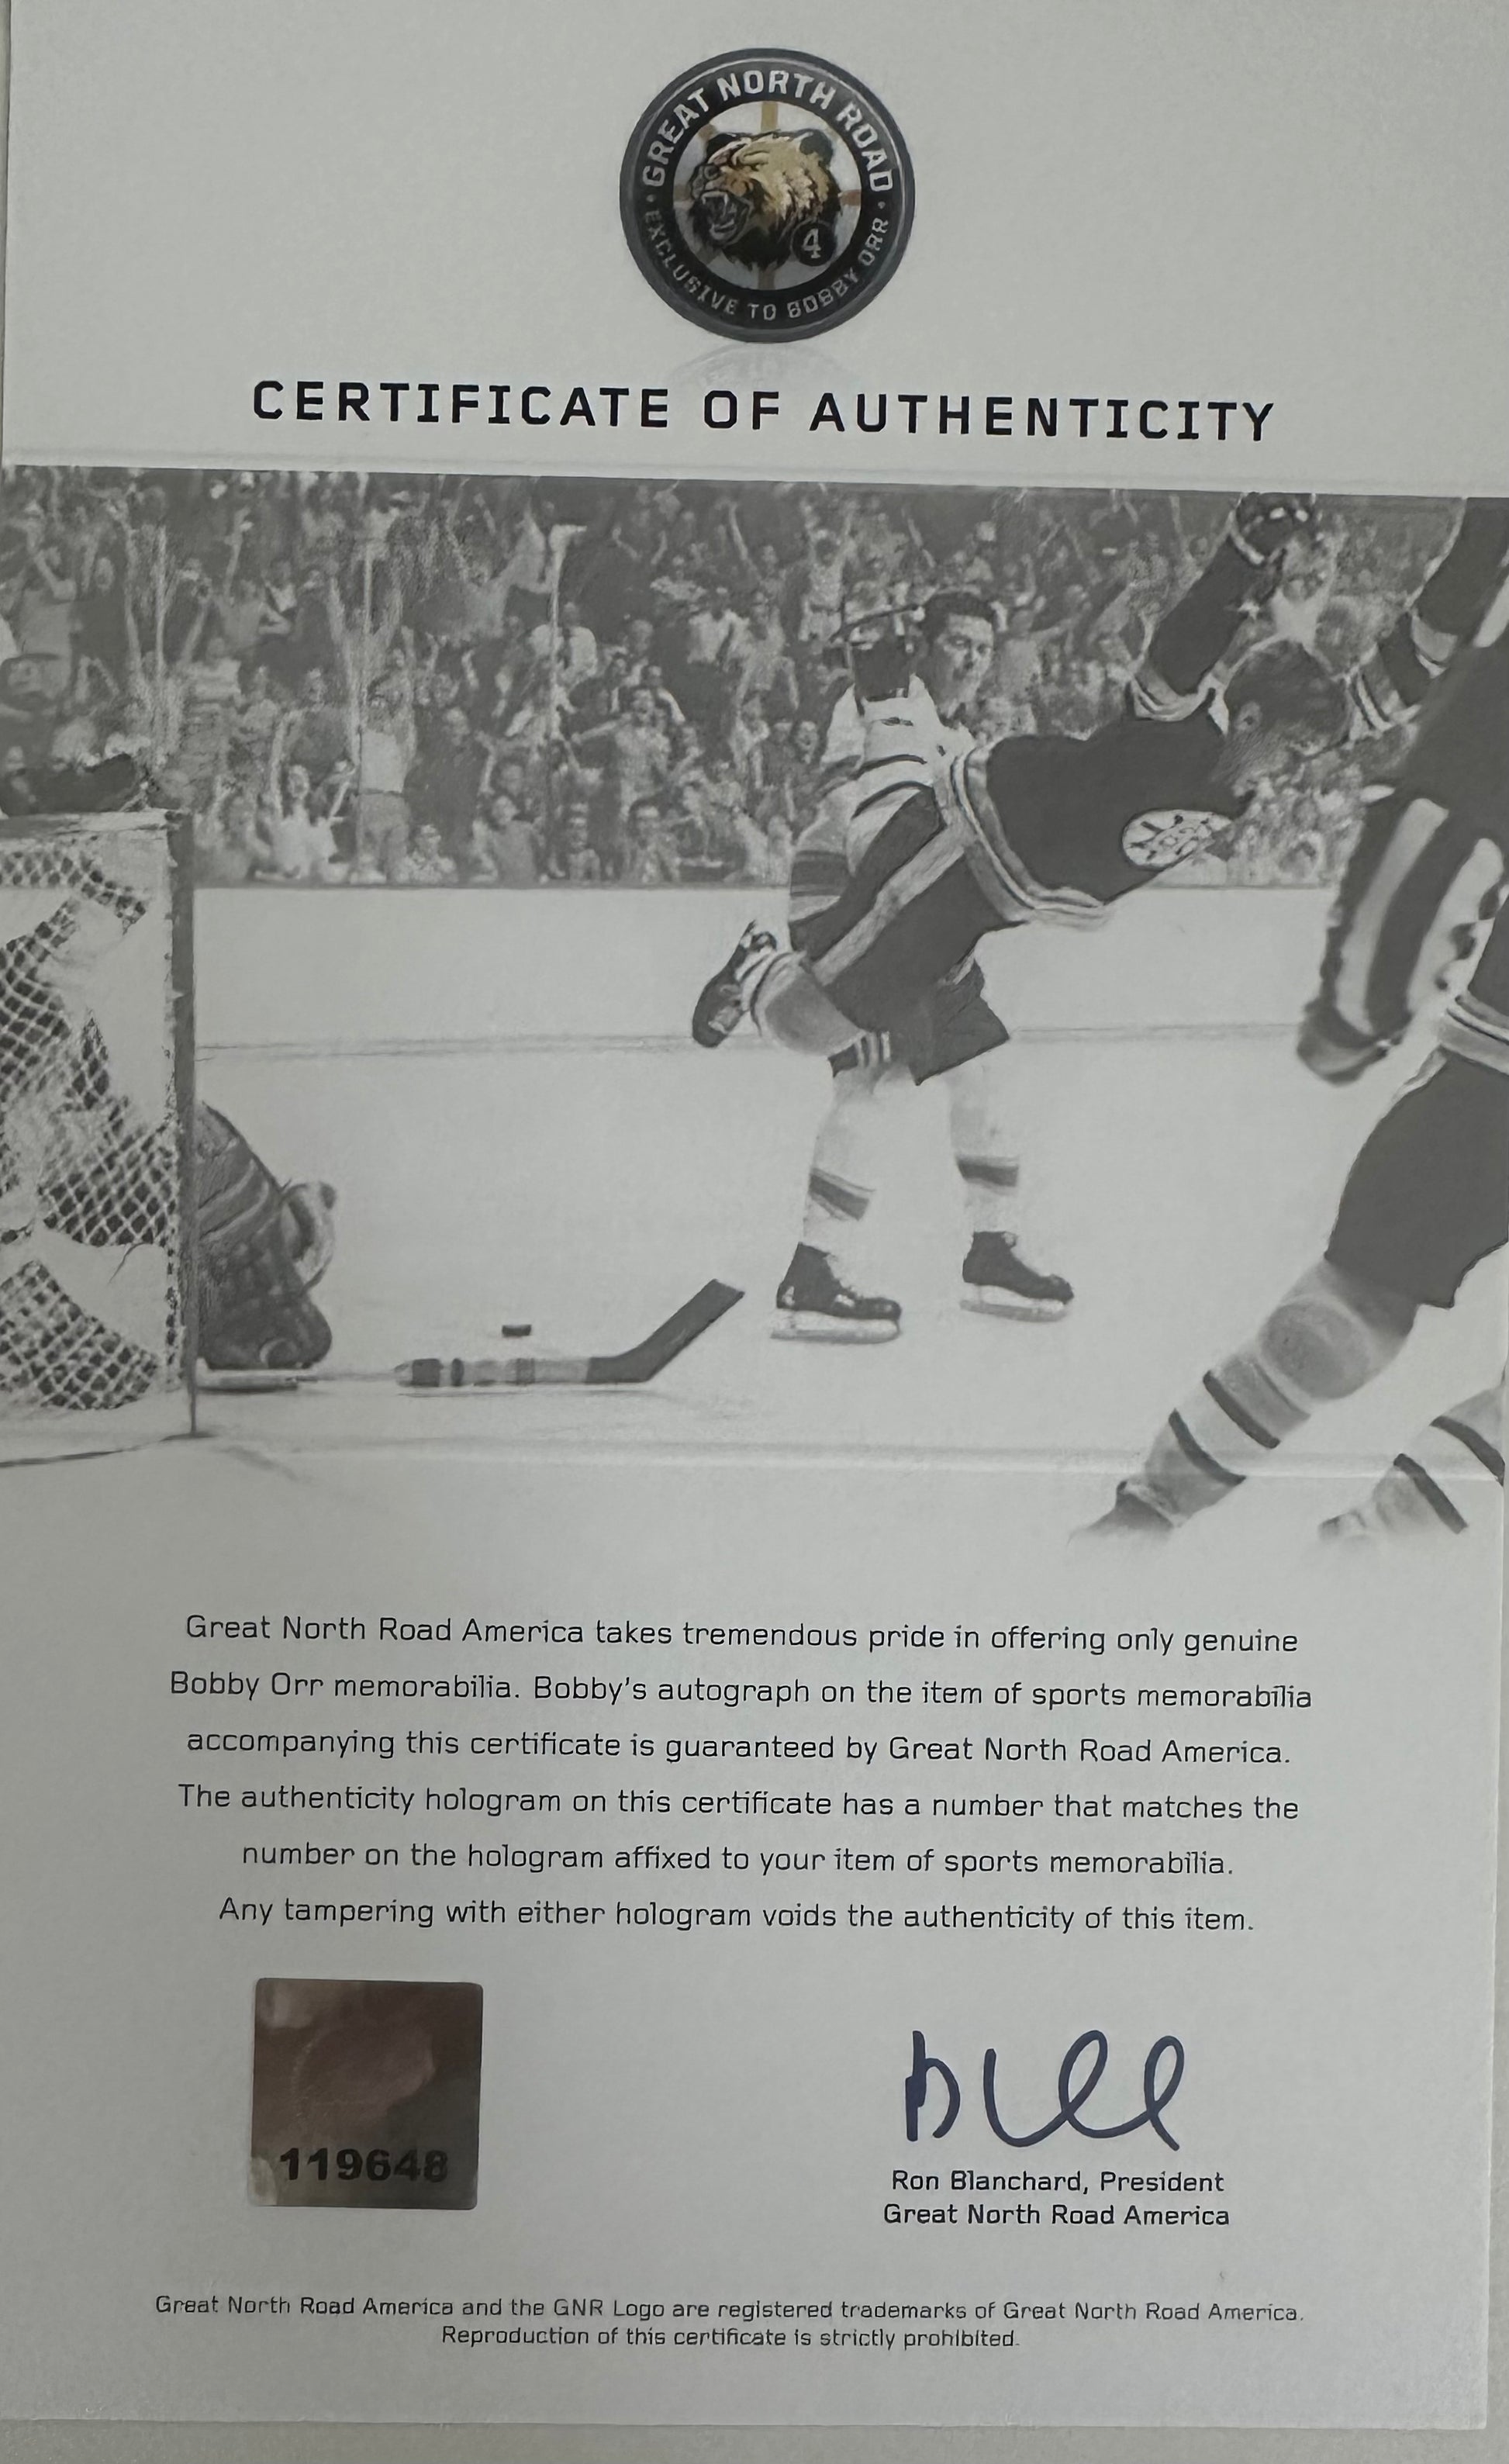 GREAT NORTH ROAD
EXCLUSIVE TO BOBBY ORR
4
CERTIFICATE OF AUTHENTICITY
Great North Road America takes tremendous pride in offering only genuine
Bobby Orr memorabilia. Bobby's autograph on the item of sports memorabilia
accompanying this certificate is guaranteed by Great North Road America.
The authenticity hologram on this certificate has a number that matches the
number on the hologram affixed to your item of sports memorabilia.
Any tampering with either hologram voids the authenticity of this item.
119648
Ron Blanchard, President
Great North Road America
Great North Road America and the GNR Logo are registered trademarks of Great North Road America.
Reproduction of this certificate is strictly prohibited.